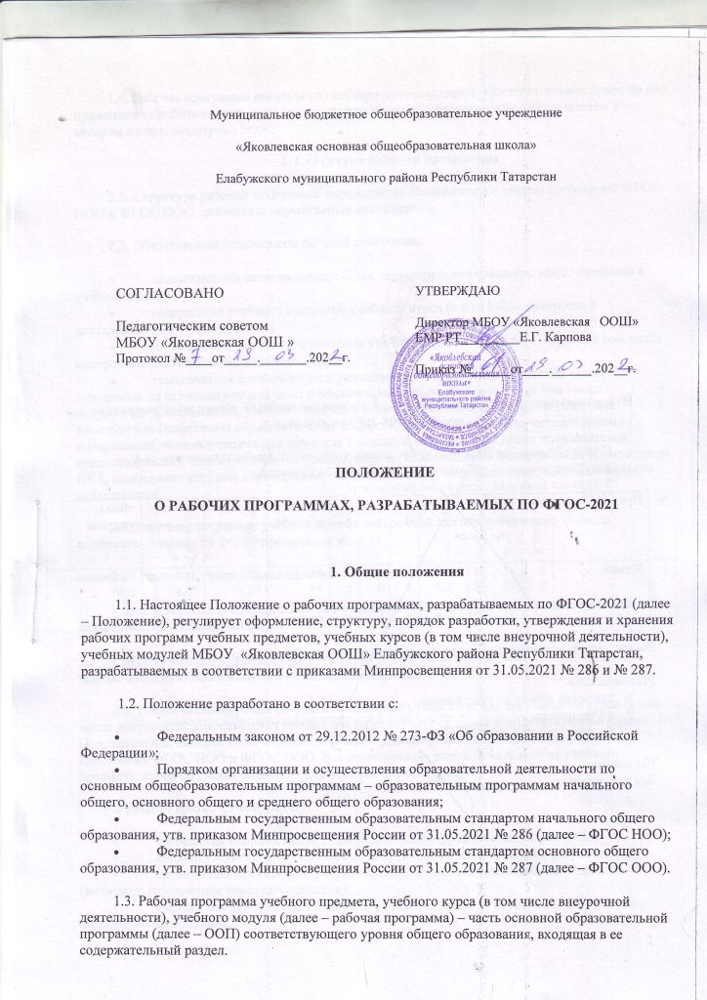 Муниципальное бюджетное общеобразовательное учреждение
«Яковлевская основная общеобразовательная школа»
Елабужского муниципального района Республики Татарстан
СОГЛАСОВАНО
Педагогическим советом
МБОУ «Яковлевская ООШ »
Протокол № 7 от 29 . 03 .2022г.
УТВЕРЖДАЮ
Директор МБОУ «Яковлевская ООШ»
ЕМР РТ Е.Г. Карпова
Приказ № 61 от 29 . 03 .2022г.
«Яковлевская
общеобразовательная
школа»
Елабужского
муниципального района
Республики Татарстан
ПОЛОЖЕНИЕ
О РАБОЧИХ ПРОГРАММАХ, РАЗРАБАТЫВАЕМЫХ ПО ФГОС-2021
1. Общие положения
1.1. Настоящее Положение о рабочих программах, разрабатываемых по ФГОС-2021 (далее
– Положение), регулирует оформление, структуру, порядок разработки, утверждения и хранения
рабочих программ учебных предметов, учебных курсов (в том числе внеурочной деятельности),
учебных модулей МБОУ «Яковлевская ООШ» Елабужского района Республики Татарстан,
разрабатываемых в соответствии с приказами Минпросвещения от 31.05.2021 № 286 и № 287.
1.2. Положение разработано в соответствии с:
• Федеральным законом от 29.12.2012 № 273-ФЗ «Об образовании в Российской
Федерации»;
• Порядком организации и осуществления образовательной деятельности по
основным общеобразовательным программам – образовательным программам начального
общего, основного общего и среднего общего образования;
• Федеральным государственным образовательным стандартом начального общего
образования, утв. приказом Минпросвещения России от 31.05.2021 № 286 (далее – ФГОС НОО);
• Федеральным государственным образовательным стандартом основного общего
образования, утв. приказом Минпросвещения России от 31.05.2021 № 287 (далее – ФГОС ООО).
1.3. Рабочая программа учебного предмета, учебного курса (в том числе внеурочной
деятельности), учебного модуля (далее – рабочая программа) – часть основной образовательной
программы (далее – ООП) соответствующего уровня общего образования, входящая в ее
содержательный раздел.